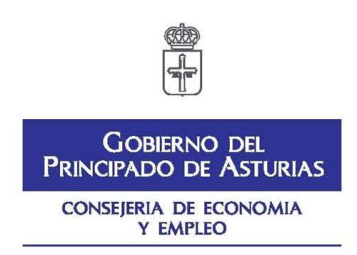 GOBIERNO DEL
PRINCIPADO DE ASTURIAS
CONSEJERIA DE ECONOMIA
Y EMPLEO